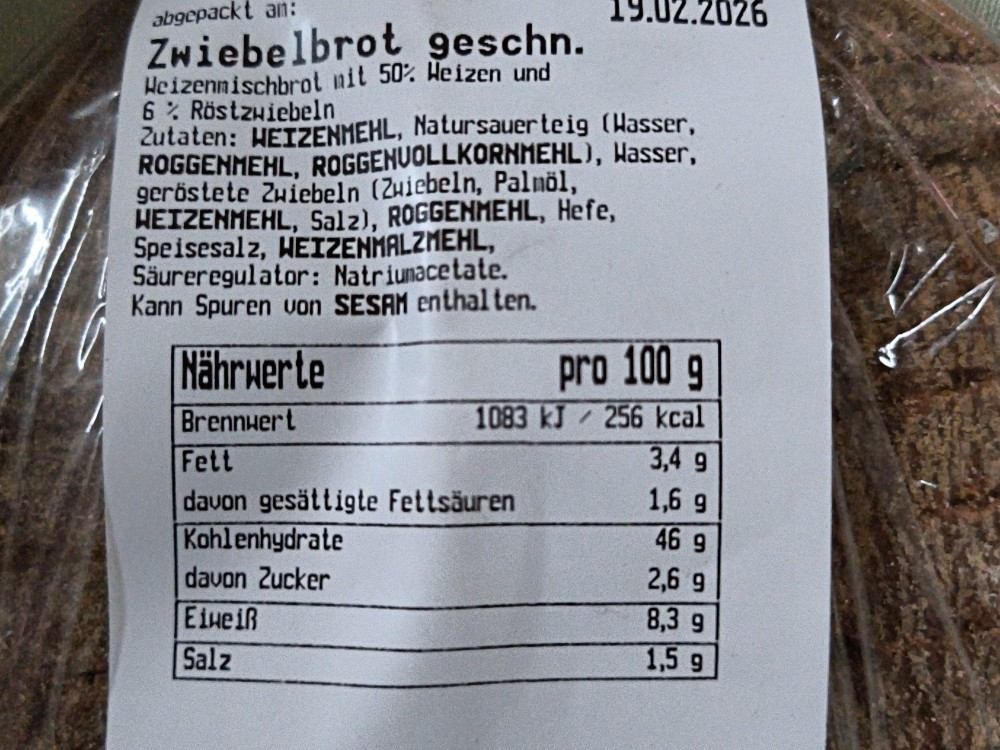 abgepackt an: 19.02.2026
Zwiebelbrot geschn.
Weizenmischbrot mit 50% Weizen und
6 % Röstzwiebeln
Zutaten: WEIZENMEHL, Natursauerteig (Wasser,
ROGGENMEHL, ROGGENVOLLKORNMEHL), Wasser,
geröstete Zwiebeln (Zwiebeln, Palmöl,
WEIZENMEHL, Salz), ROGGENMEHL, Hefe,
Speisesalz, WEIZENMALZMEHL,
Säureregulator: Natriumacetate.
Kann Spuren von SESAM enthalten.
Nährwerte pro 100 g
Brennwert 1083 kJ / 256 kcal
Fett 3,4 g
davon gesättigte Fettsäuren 1,6 g
Kohlenhydrate 46 g
davon Zucker 2,6 g
Eiweiß 8,3 g
Salz 1,5 g